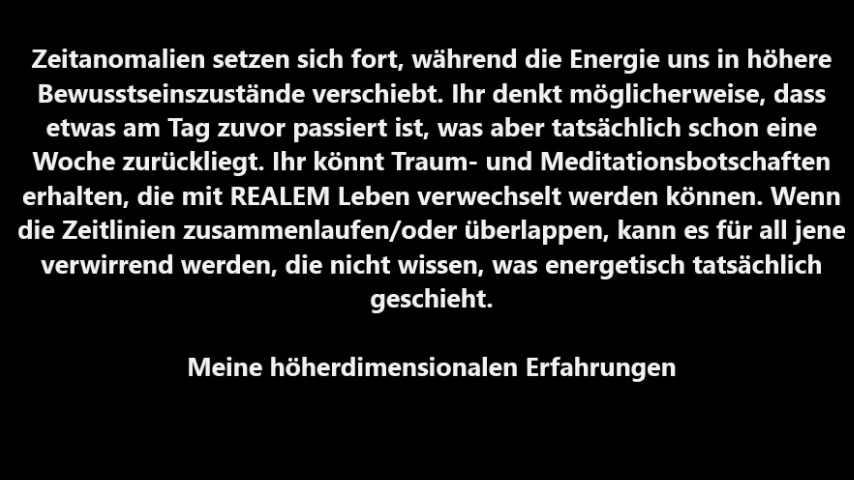 Zeitanomalien setzen sich fort, während die Energie uns in höhere
Bewusstseinszustände verschiebt. Ihr denkt möglicherweise, dass
etwas am Tag zuvor passiert ist, was aber tatsächlich schon eine
Woche zurückliegt. Ihr könnt Traum- und Meditationsbotschaften
erhalten, die mit REALEM Leben verwechselt werden können. Wenn
die Zeitlinien zusammenlaufen/oder überlappen, kann es für all jene
verwirrend werden, die nicht wissen, was energetisch tatsächlich
geschieht.
Meine höherdimensionalen Erfahrungen